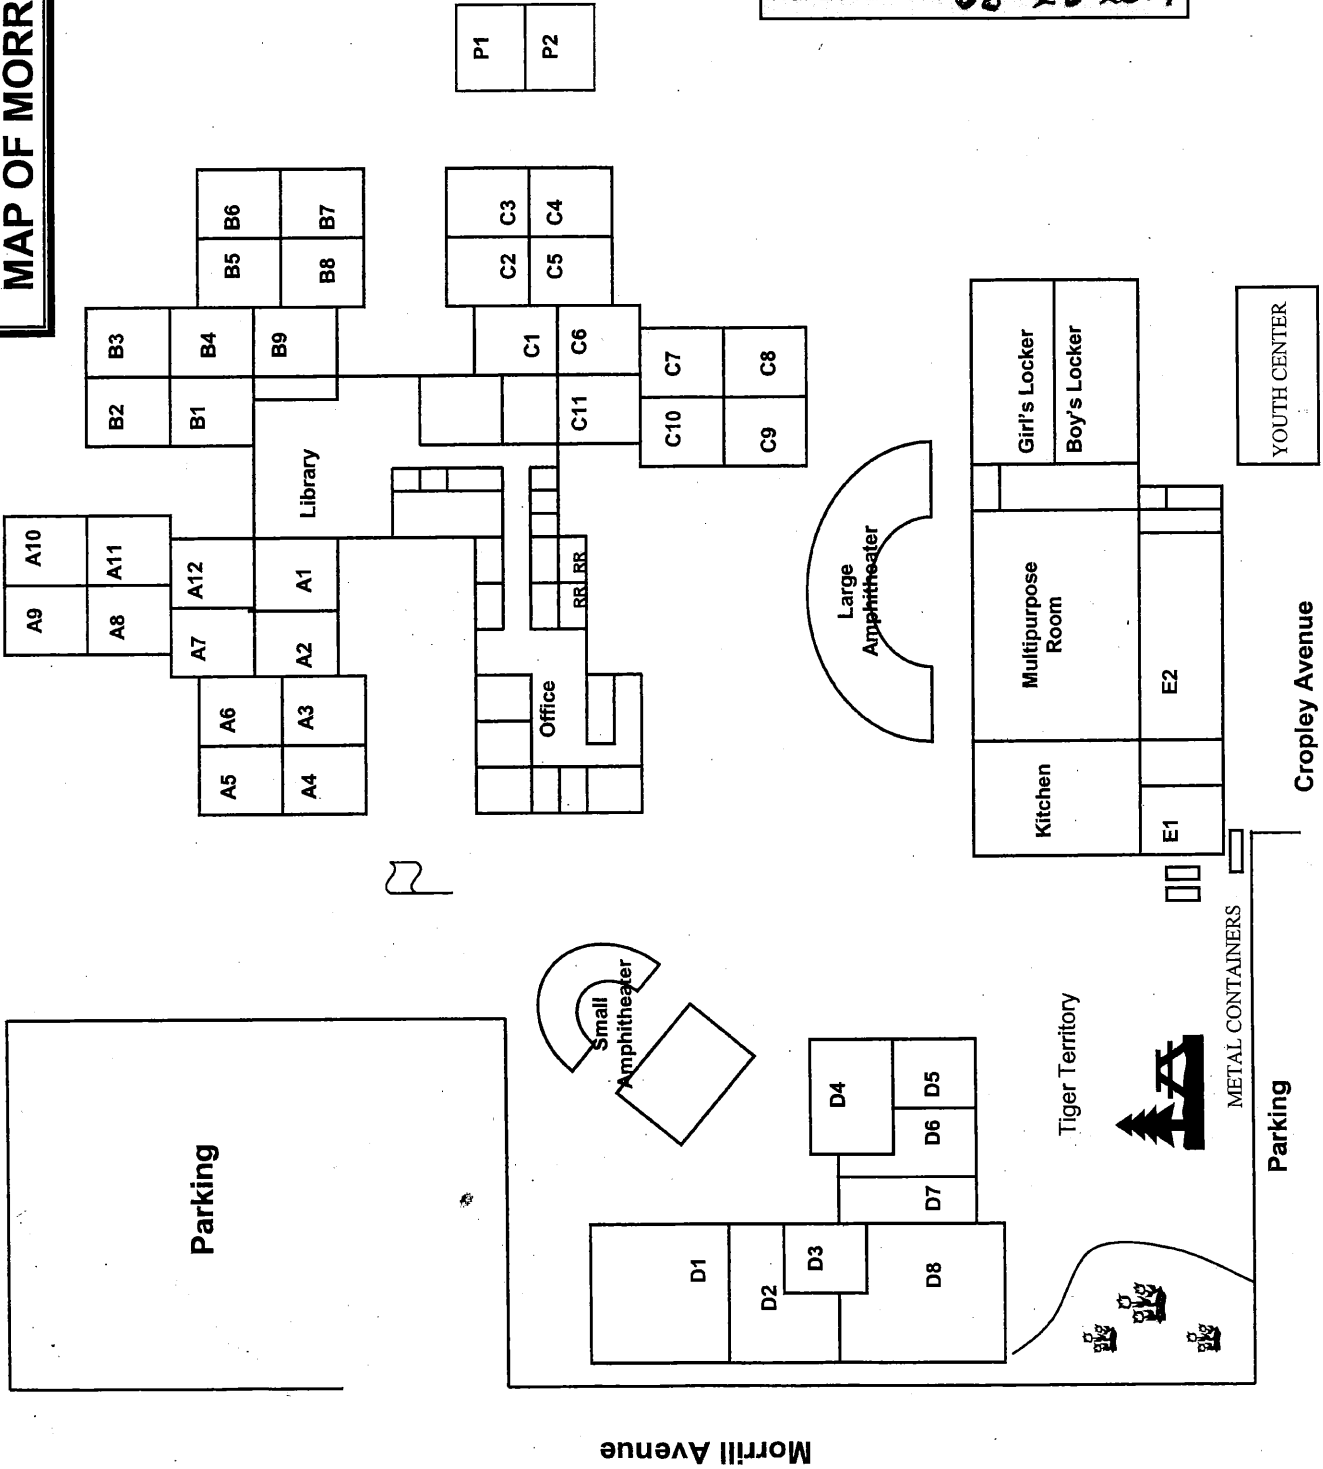 MAP OF MORR
Parking
A9 A10
A8 A11
A7 A12
A5 A6
A4 A3
A2 A1
B2 B3
B1 B4
B5 B6
B9
B8 B7
Library
P1
P2
C2 C3
C1
C5 C4
C11 C6
C10 C7
C9 C8
RR RR
Office
Small
Amphitheater
Large
Amphitheater
D1
D2
D3
D4
D7 D6 D5
D8
Morrill Avenue
Kitchen
Multipurpose
Room
Girl's Locker
Boy's Locker
E1
E2
Tiger Territory
METAL CONTAINERS
YOUTH CENTER
Parking
Cropley Avenue